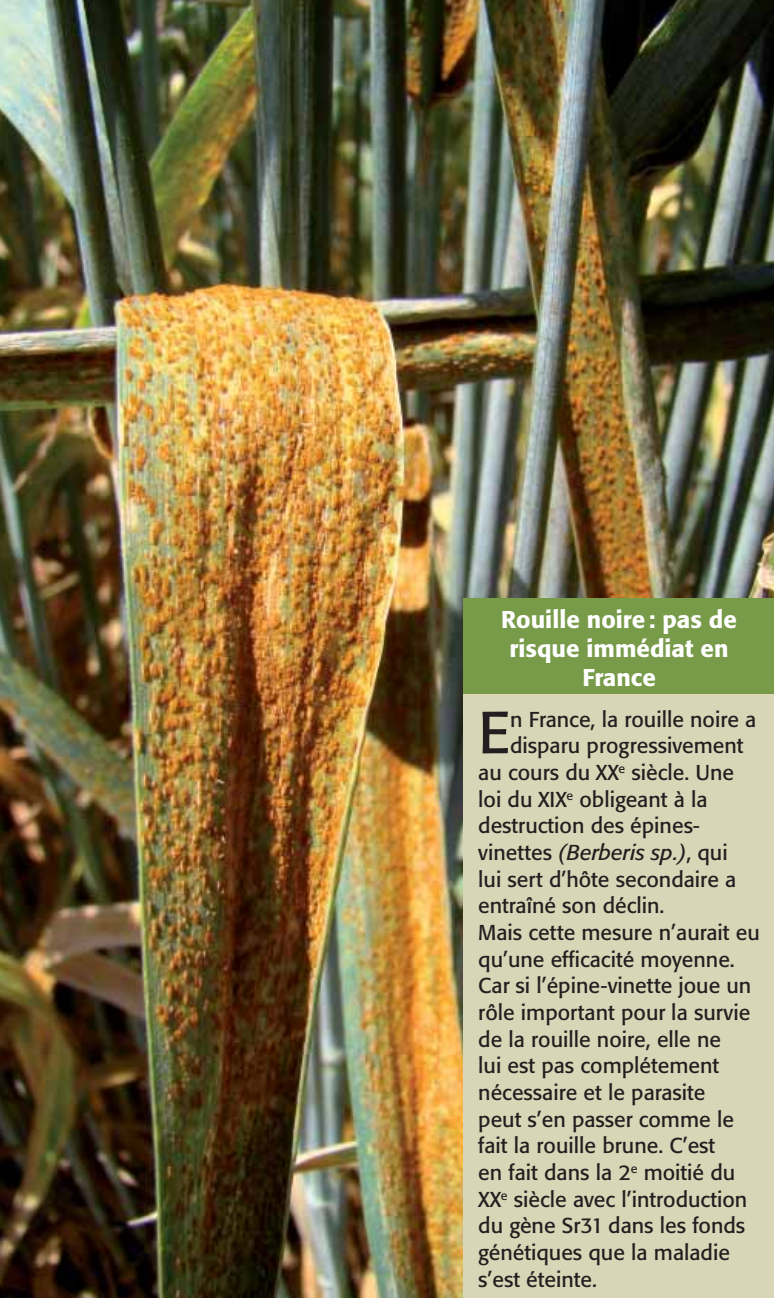 Rouille noire : pas de
risque immédiat en
France
En France, la rouille noire a
disparu progressivement
au cours du XXe siècle. Une
loi du XIXe obligeant à la
destruction des épines-
vinettes (Berberis sp.), qui
lui sert d’hôte secondaire a
entraîné son déclin.
Mais cette mesure n’aurait eu
qu’une efficacité moyenne.
Car si l’épine-vinette joue un
rôle important pour la survie
de la rouille noire, elle ne
lui est pas complétement
nécessaire et le parasite
peut s’en passer comme le
fait la rouille brune. C’est
en fait dans la 2e moitié du
XXe siècle avec l’introduction
du gène Sr31 dans les fonds
génétiques que la maladie
s’est éteinte.